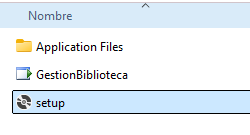 Nombre
Application Files
GestionBiblioteca
setup